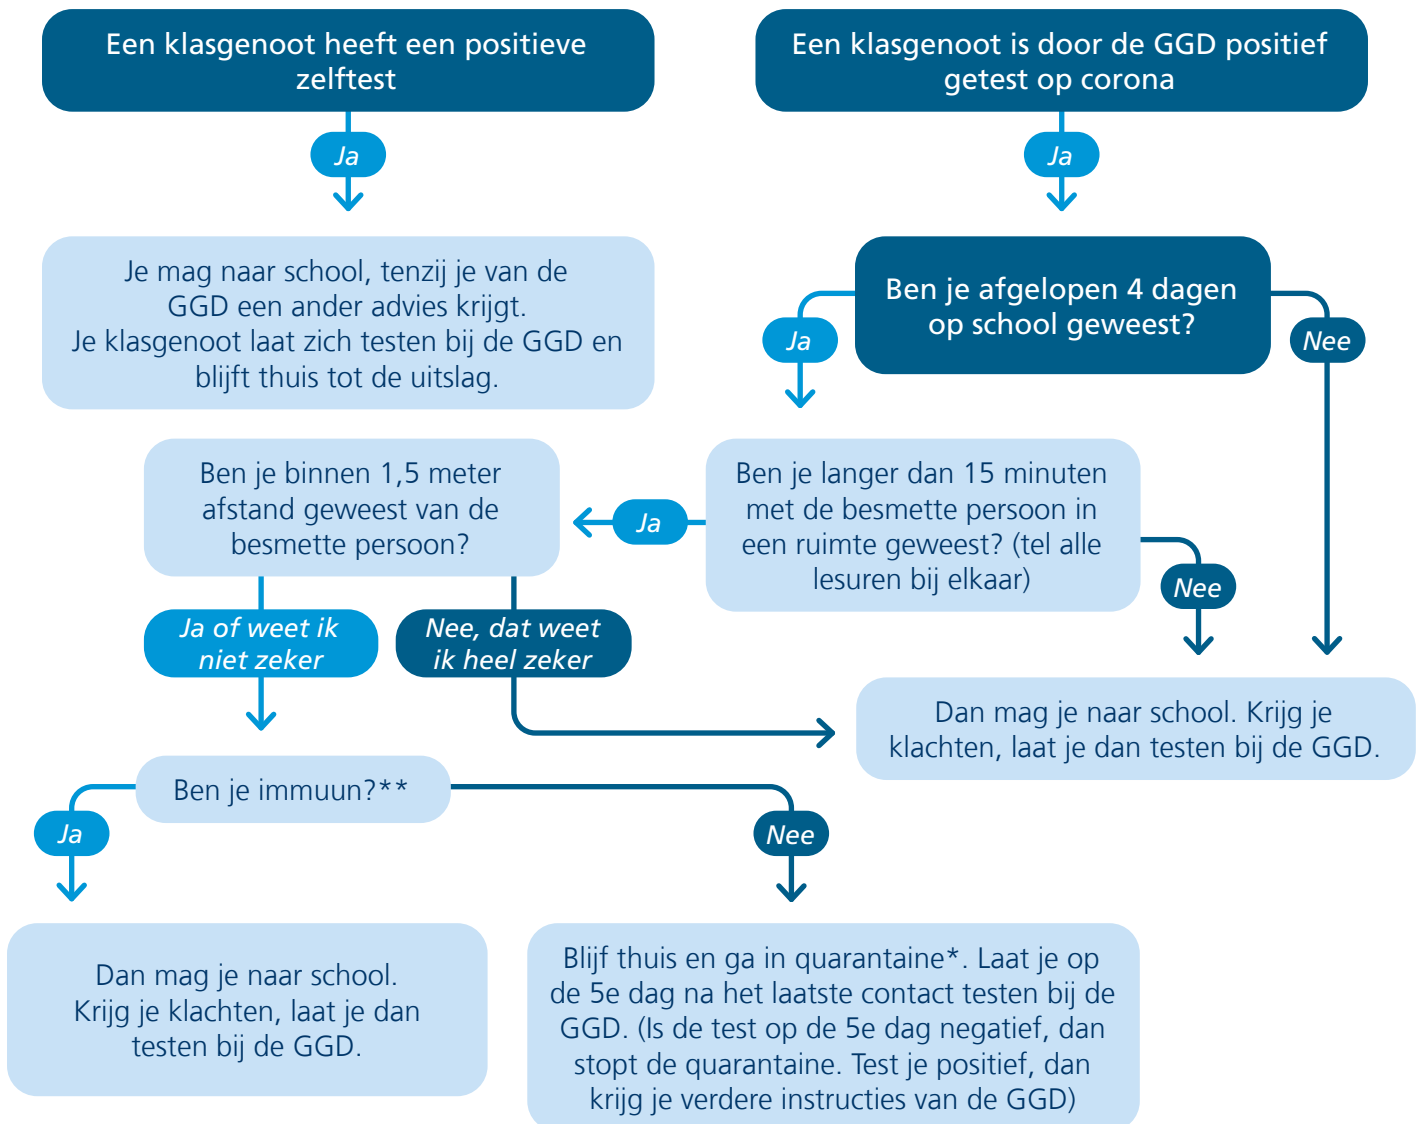 Een klasgenoot heeft een positieve
zelftest
Ja
Je mag naar school, tenzij je van de
GGD een ander advies krijgt.
Je klasgenoot laat zich testen bij de GGD en
blijft thuis tot de uitslag.
Een klasgenoot is door de GGD positief
getest op corona
Ja
Ben je afgelopen 4 dagen
op school geweest?
Ja
Nee
Ben je langer dan 15 minuten
met de besmette persoon in
een ruimte geweest? (tel alle
lesuren bij elkaar)
Ja
Nee
Ben je binnen 1,5 meter
afstand geweest van de
besmette persoon?
Ja of weet ik
niet zeker
Nee, dat weet
ik heel zeker
Dan mag je naar school. Krijg je
klachten, laat je dan testen bij de GGD.
Ben je immuun?**
Ja
Nee
Dan mag je naar school.
Krijg je klachten, laat je dan
testen bij de GGD.
Blijf thuis en ga in quarantaine*. Laat je op
de 5e dag na het laatste contact testen bij de
GGD. (Is de test op de 5e dag negatief, dan
stopt de quarantaine. Test je positief, dan
krijg je verdere instructies van de GGD)